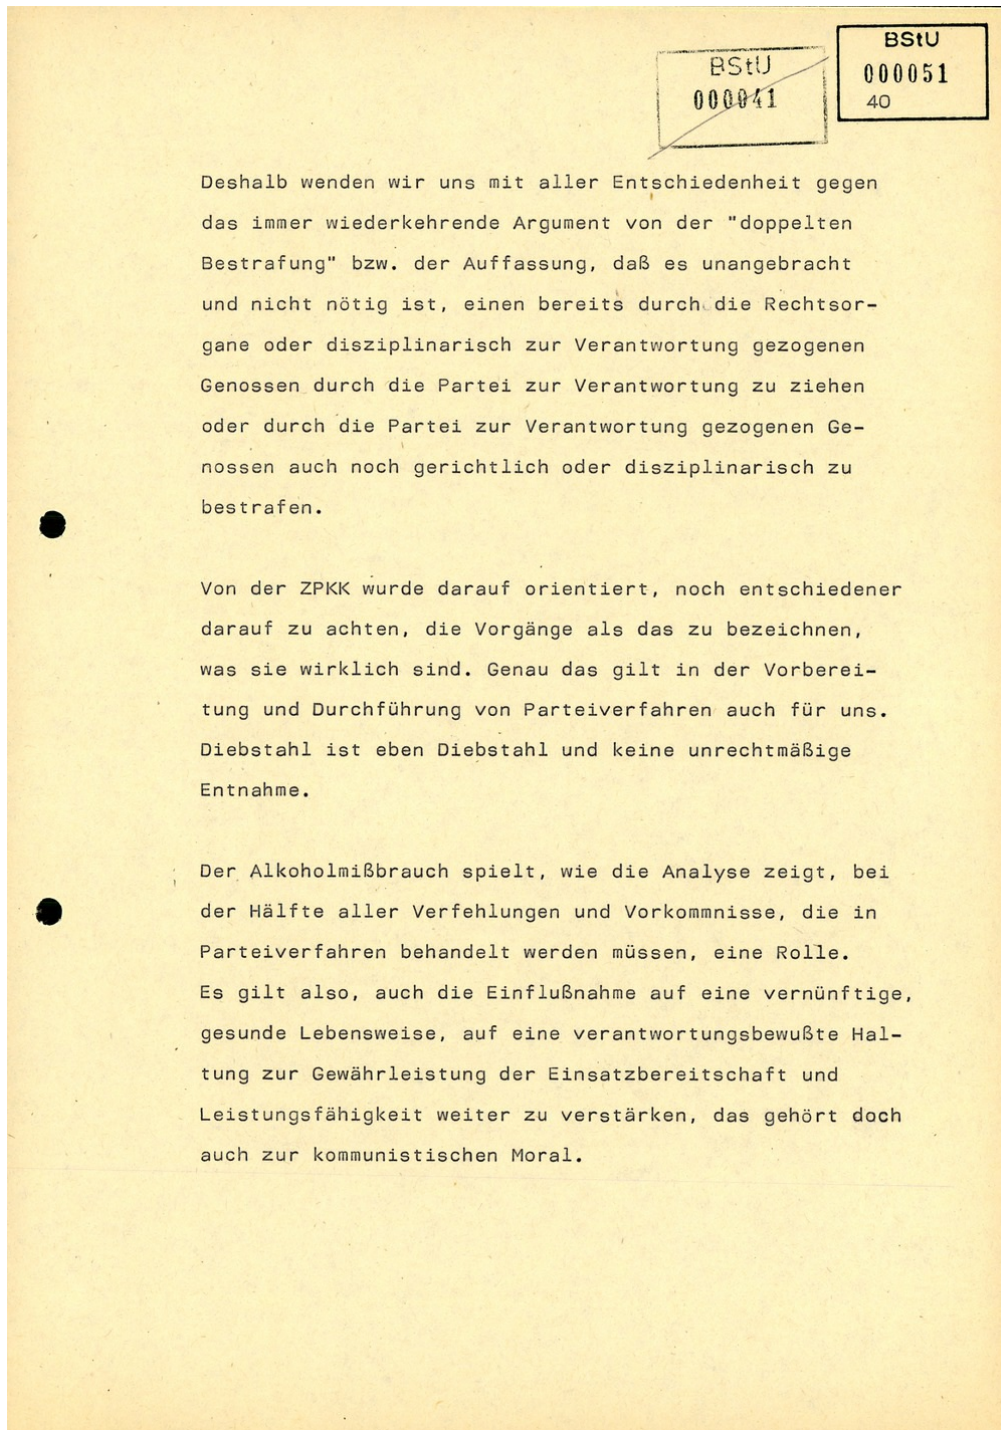 BStU
000041
BStU
000051
40
Deshalb wenden wir uns mit aller Entschiedenheit gegen
das immer wiederkehrende Argument von der "doppelten
Bestrafung" bzw. der Auffassung, daß es unangebracht
und nicht nötig ist, einen bereits durch die Rechtsor-
gane oder disziplinarisch zur Verantwortung gezogenen
Genossen durch die Partei zur Verantwortung zu ziehen
oder durch die Partei zur Verantwortung gezogenen Ge-
nossen auch noch gerichtlich oder disziplinarisch zu
bestrafen.
Von der ZPKK wurde darauf orientiert, noch entschiedener
darauf zu achten, die Vorgänge als das zu bezeichnen,
was sie wirklich sind. Genau das gilt in der Vorberei-
tung und Durchführung von Parteiverfahren auch für uns.
Diebstahl ist eben Diebstahl und keine unrechtmäßige
Entnahme.
Der Alkoholmißbrauch spielt, wie die Analyse zeigt, bei
der Hälfte aller Verfehlungen und Vorkommnisse, die in
Parteiverfahren behandelt werden müssen, eine Rolle.
Es gilt also, auch die Einflußnahme auf eine vernünftige,
gesunde Lebensweise, auf eine verantwortungsbewußte Hal-
tung zur Gewährleistung der Einsatzbereitschaft und
Leistungsfähigkeit weiter zu verstärken, das gehört doch
auch zur kommunistischen Moral.